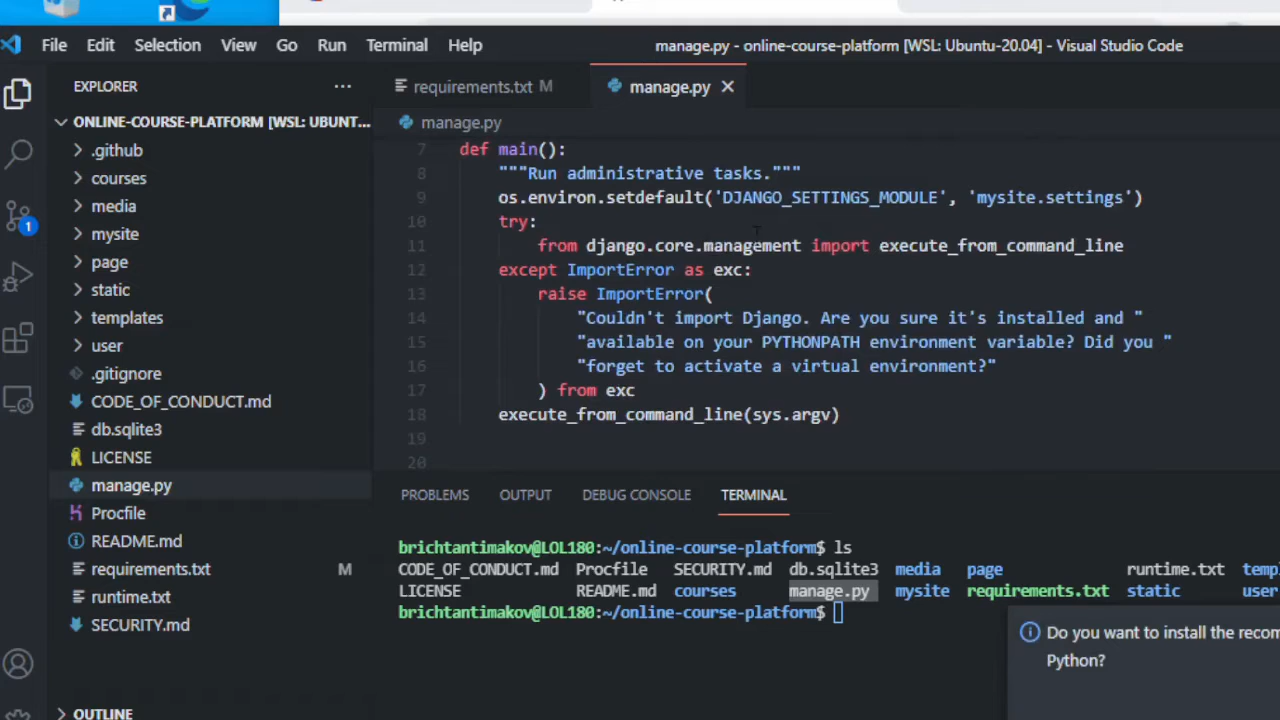 File Edit Selection View Go Run Terminal Help manage.py - online-course-platform [WSL: Ubuntu-20.04] - Visual Studio Code
EXPLORER ...
requirements.txt M
manage.py
ONLINE-COURSE-PLATFORM [WSL: UBUNT...
manage.py
.github
courses
media
mysite
page
static
templates
user
.gitignore
CODE_OF_CONDUCT.md
db.sqlite3
LICENSE
manage.py
Procfile
README.md
requirements.txt M
runtime.txt
SECURITY.md
OUTLINE
1
7 def main():
8 """Run administrative tasks."""
9 os.environ.setdefault('DJANGO_SETTINGS_MODULE', 'mysite.settings')
10 try:
11 from django.core.management import execute_from_command_line
12 except ImportError as exc:
13 raise ImportError(
14 "Couldn't import Django. Are you sure it's installed and "
15 "available on your PYTHONPATH environment variable? Did you "
16 "forget to activate a virtual environment?"
17 ) from exc
18 execute_from_command_line(sys.argv)
19
20
PROBLEMS OUTPUT DEBUG CONSOLE TERMINAL
brichtantimakov@LOL180:~/online-course-platform$ ls
CODE_OF_CONDUCT.md Procfile SECURITY.md db.sqlite3 media page runtime.txt templ
LICENSE README.md courses manage.py mysite requirements.txt static user
brichtantimakov@LOL180:~/online-course-platform$
Do you want to install the recom
Python?